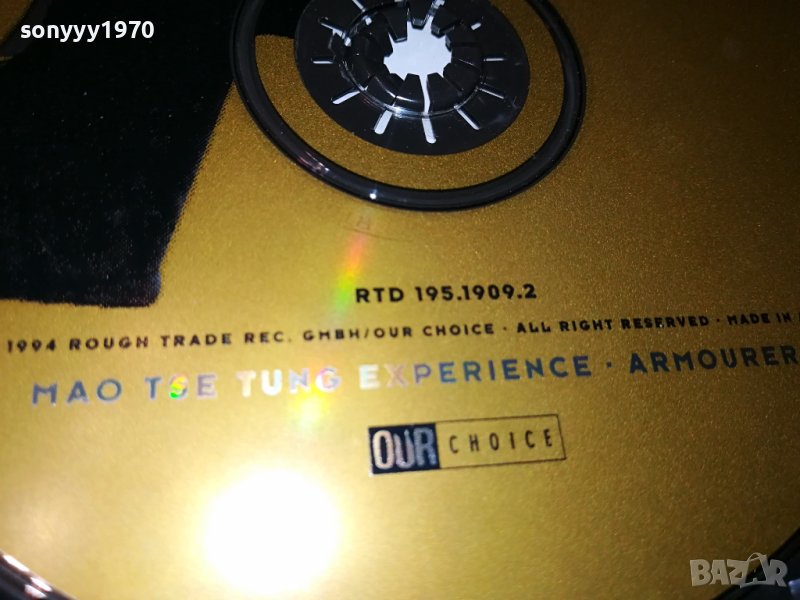 sonyyy1970
RTD 195.1909.2
1994 ROUGH TRADE REC. GMBH/OUR CHOICE · ALL RIGHT RESERVED · MADE IN
MAO TSE TUNG EXPERIENCE · ARMOURER
OUR CHOICE
BAZAR